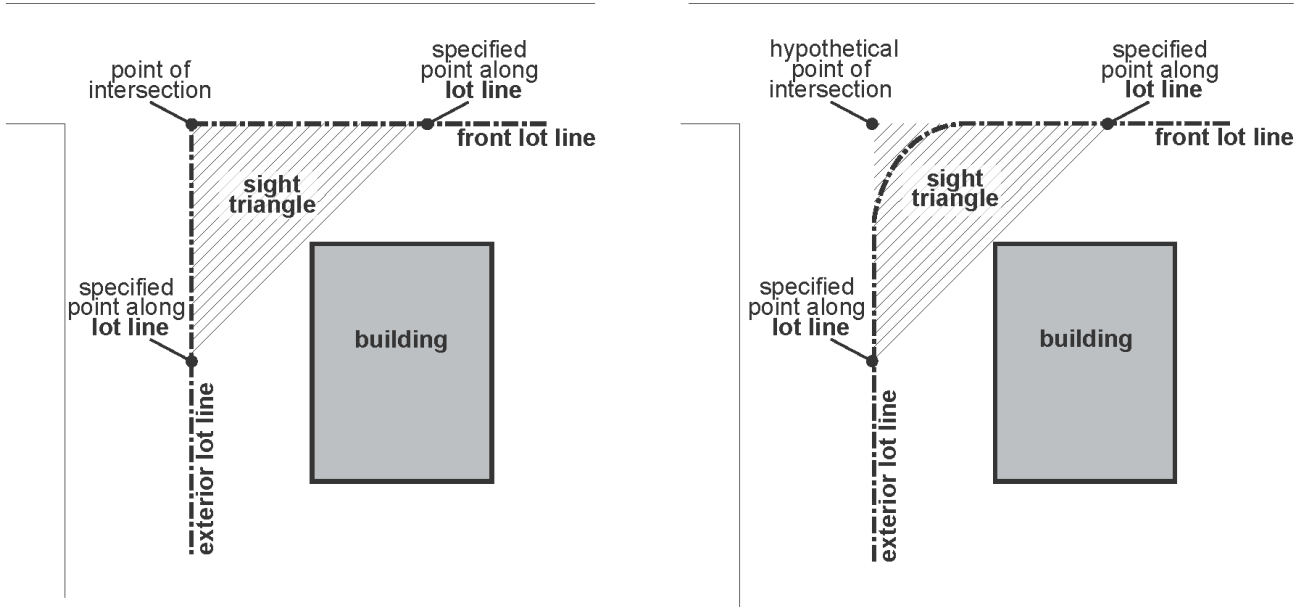 point of
intersection
specified
point along
lot line
front lot line
sight
triangle
specified
point along
lot line
building
exterior lot line
hypothetical
point of
intersection
specified
point along
lot line
front lot line
sight
triangle
specified
point along
lot line
building
exterior lot line